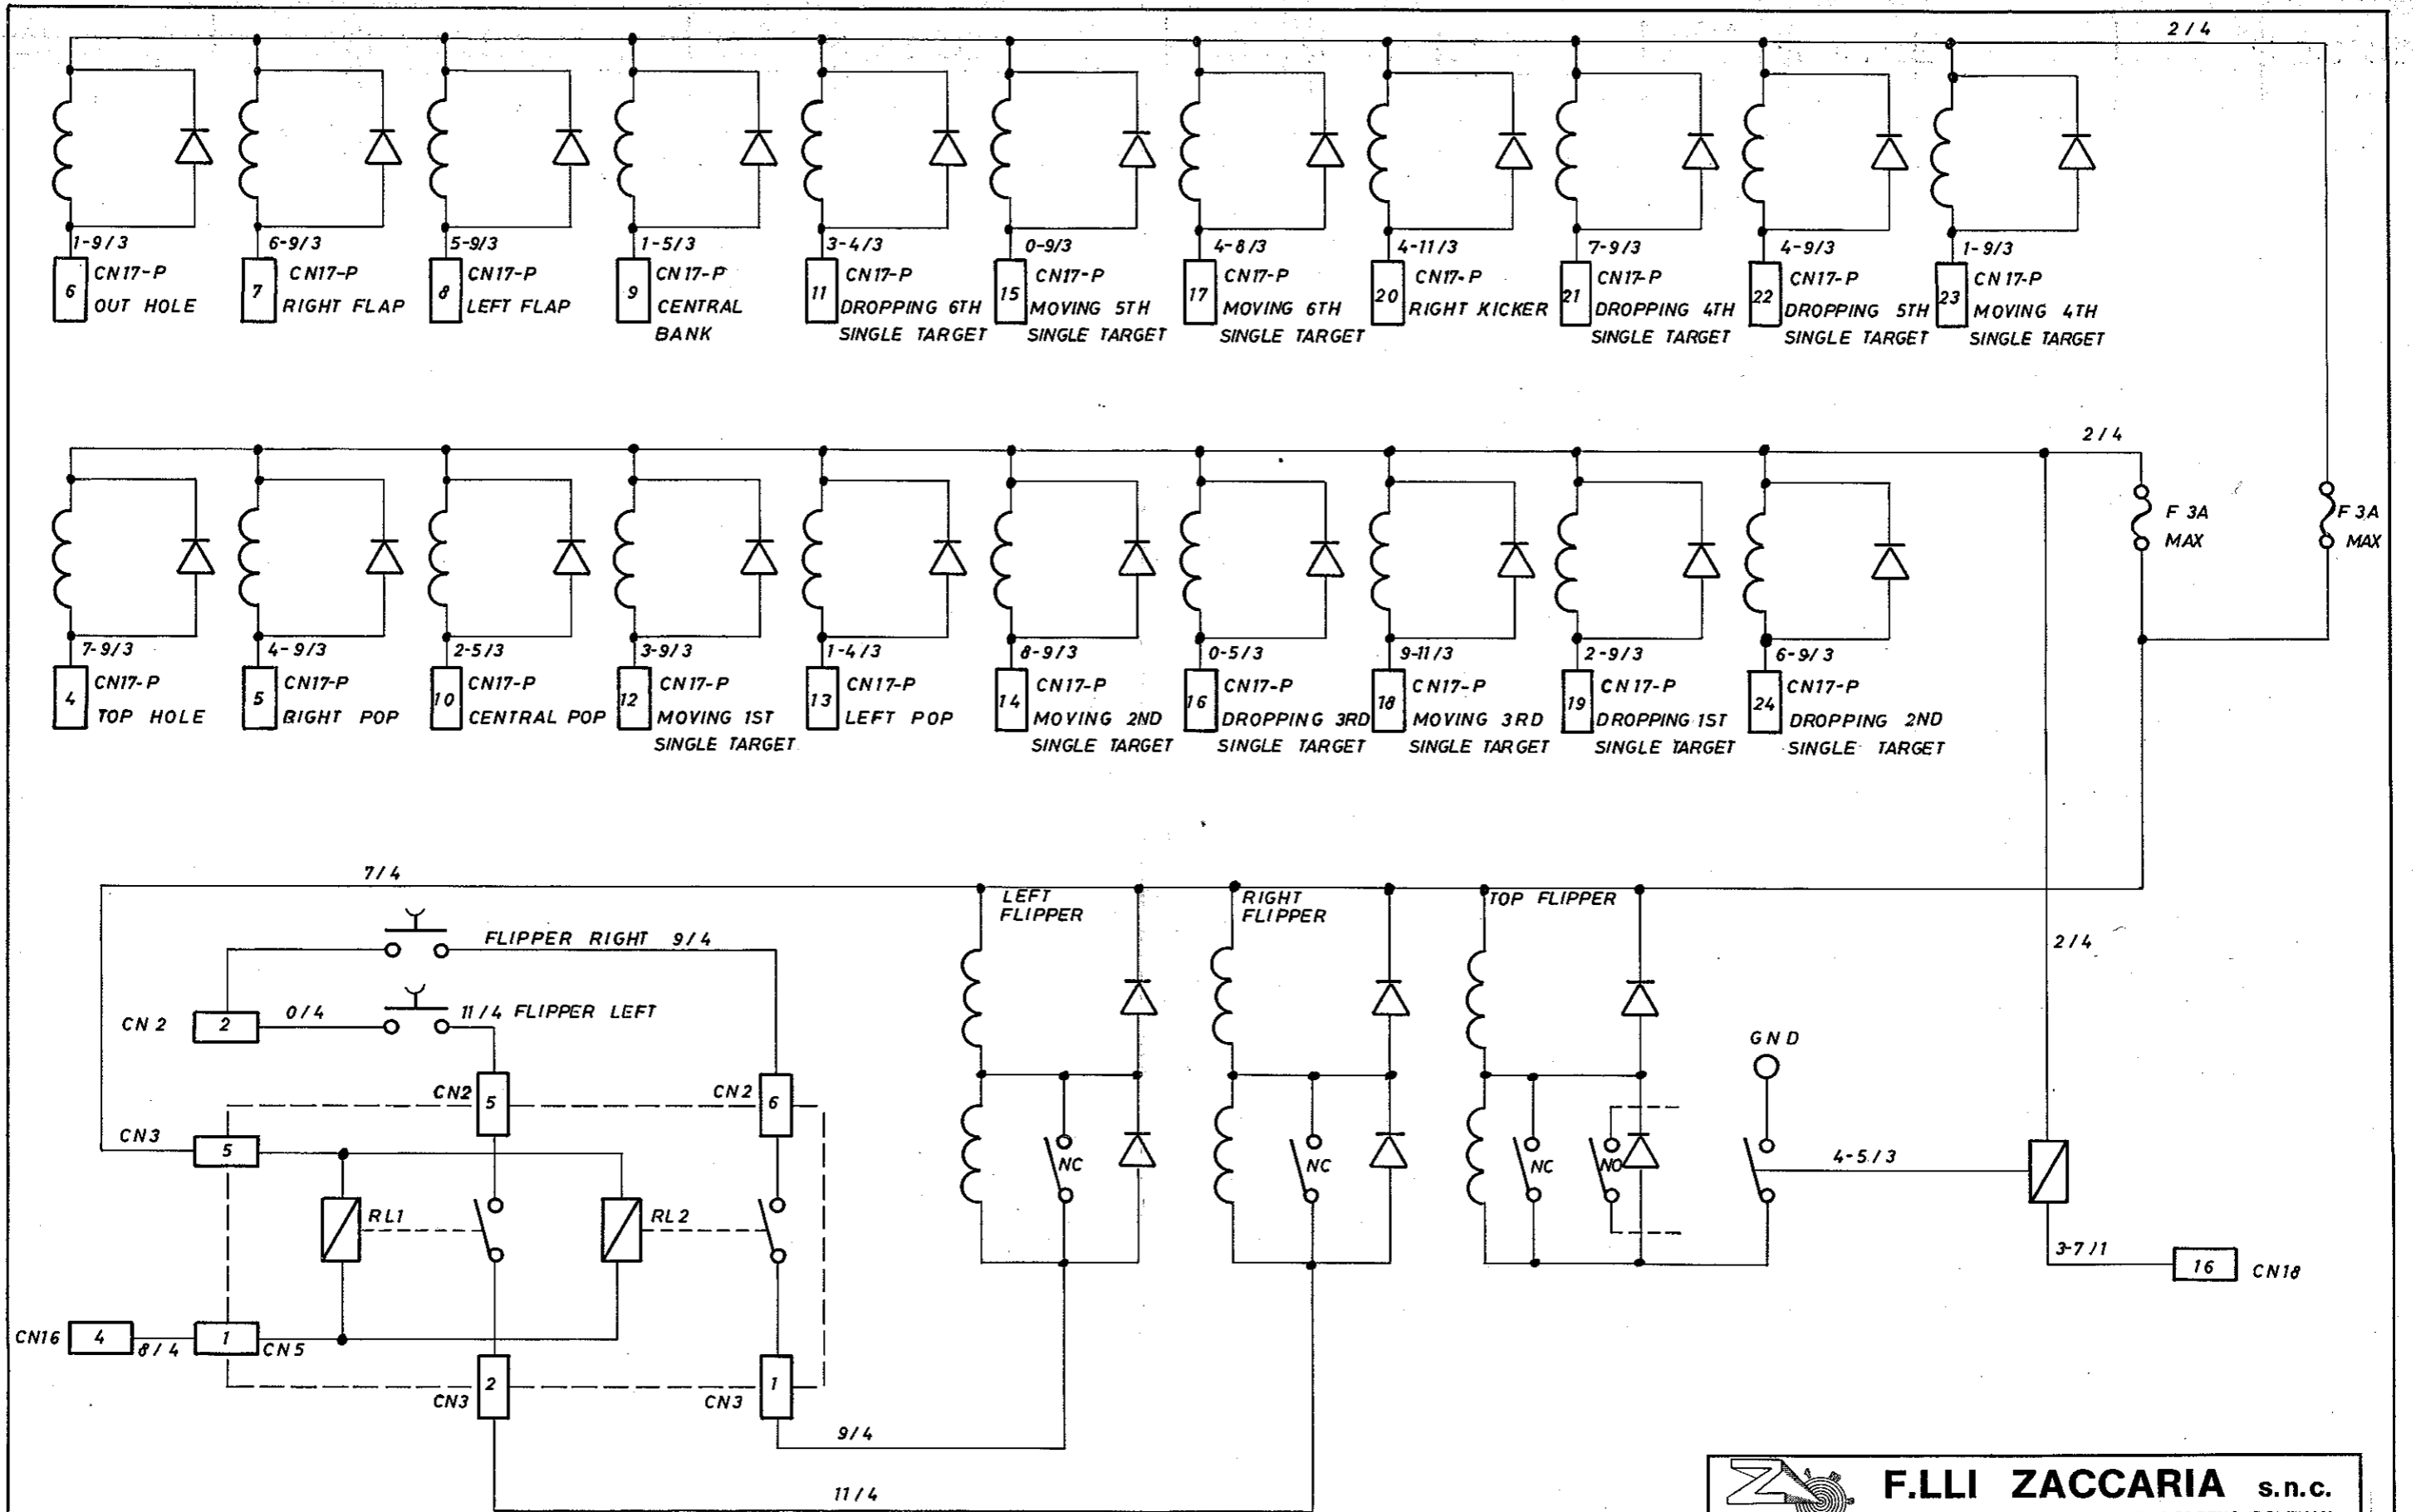 2/4
1-9/3
6-9/3
5-9/3
1-5/3
3-4/3
0-9/3
4-8/3
4-11/3
7-9/3
4-9/3
1-9/3
6 CN17-P
OUT HOLE
7 CN17-P
RIGHT FLAP
8 CN17-P
LEFT FLAP
9 CN17-P
CENTRAL
BANK
11 CN17-P
DROPPING 6TH
SINGLE TARGET
15 CN17-P
MOVING 5TH
SINGLE TARGET
17 CN17-P
MOVING 6TH
SINGLE TARGET
20 CN17-P
RIGHT KICKER
21 CN17-P
DROPPING 4TH
SINGLE TARGET
22 CN17-P
DROPPING 5TH
SINGLE TARGET
23 CN17-P
MOVING 4TH
SINGLE TARGET
2/4
F 3A
MAX
F 3A
MAX
7-9/3
4-9/3
2-5/3
3-9/3
1-4/3
8-9/3
0-5/3
9-11/3
2-9/3
6-9/3
4 CN17-P
TOP HOLE
5 CN17-P
RIGHT POP
10 CN17-P
CENTRAL POP
12 CN17-P
MOVING 1ST
SINGLE TARGET
13 CN17-P
LEFT POP
14 CN17-P
MOVING 2ND
SINGLE TARGET
16 CN17-P
DROPPING 3RD
SINGLE TARGET
18 CN17-P
MOVING 3RD
SINGLE TARGET
19 CN17-P
DROPPING 1ST
SINGLE TARGET
24 CN17-P
DROPPING 2ND
SINGLE TARGET
7/4
LEFT
FLIPPER
RIGHT
FLIPPER
TOP FLIPPER
FLIPPER RIGHT 9/4
2/4
CN2 2 0/4 11/4 FLIPPER LEFT
GND
CN2 5
CN2 6
CN3 5
NC
NC
NC
NO
4-5/3
RL1
RL2
3-7/1
16 CN18
CN16 4 8/4 1 CN5
2 CN3
1 CN3
9/4
11/4
F.LLI ZACCARIA s.n.c.